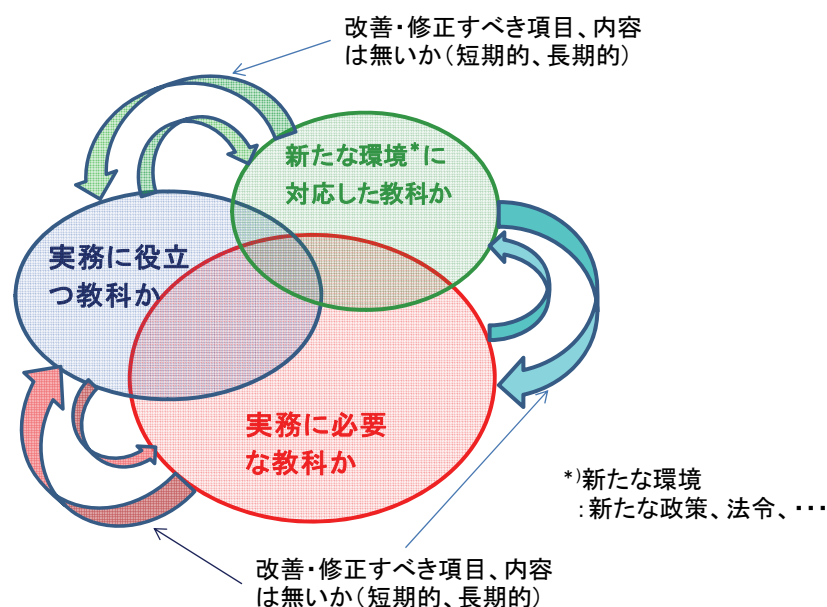 改善・修正すべき項目、内容
は無いか（短期的、長期的）
新たな環境*に
対応した教科か
実務に役立
つ教科か
実務に必要
な教科か
*)新たな環境
：新たな政策、法令、・・・
改善・修正すべき項目、内容
は無いか（短期的、長期的）